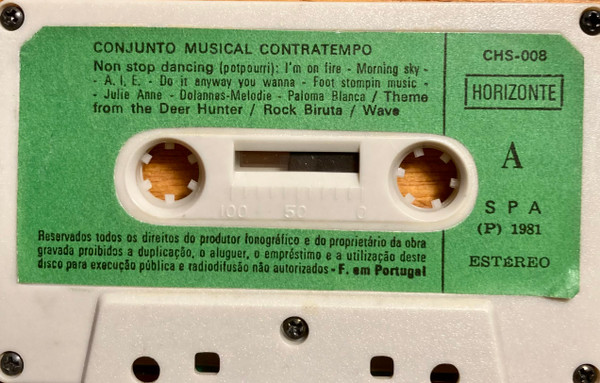 CONJUNTO MUSICAL CONTRATEMPO
Non stop dancing (potpourri): I'm on fire - Morning sky -
- A. I. E. - Do it anyway you wanna - Foot stompin music -
- Julie Anne - Dolannes-Melodie - Paloma Blanca / Theme
from the Deer Hunter / Rock Biruta / Wave
CHS-008
HORIZONTE
A
S P A
(P) 1981
ESTÉREO
100 50 0
Reservados todos os direitos do produtor fonográfico e do proprietário da obra
gravada proibidos a duplicação, o aluguer, o empréstimo e a utilização deste
disco para execução pública e radiodifusão não autorizados - F. em Portugal